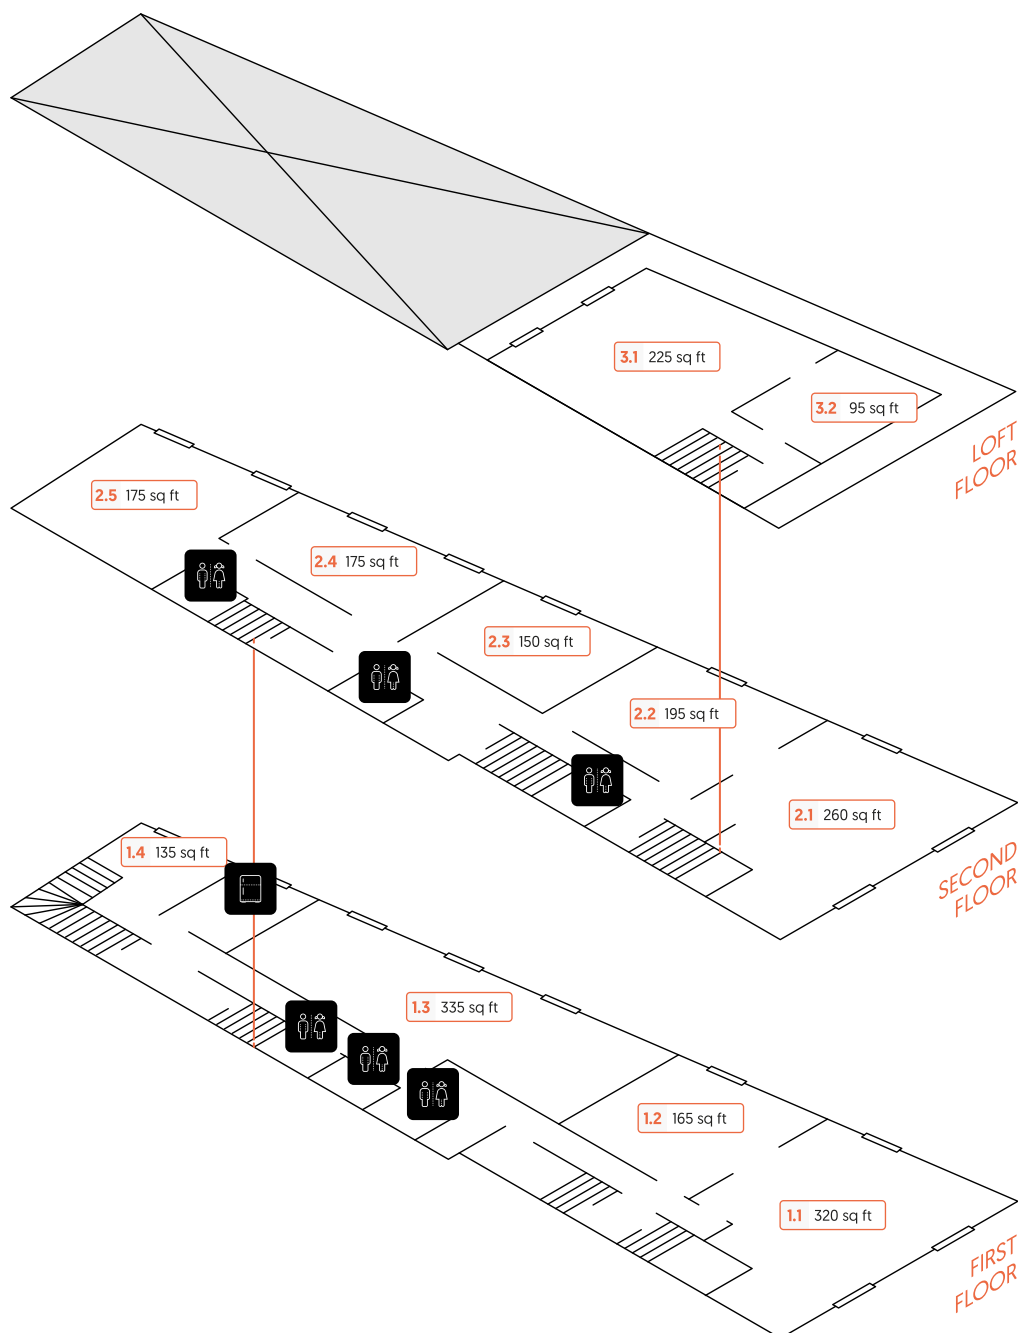 3.1 225 sq ft
3.2 95 sq ft
LOFT
FLOOR
2.5 175 sq ft
2.4 175 sq ft
2.3 150 sq ft
2.2 195 sq ft
2.1 260 sq ft
SECOND
FLOOR
1.4 135 sq ft
1.3 335 sq ft
1.2 165 sq ft
1.1 320 sq ft
FIRST
FLOOR